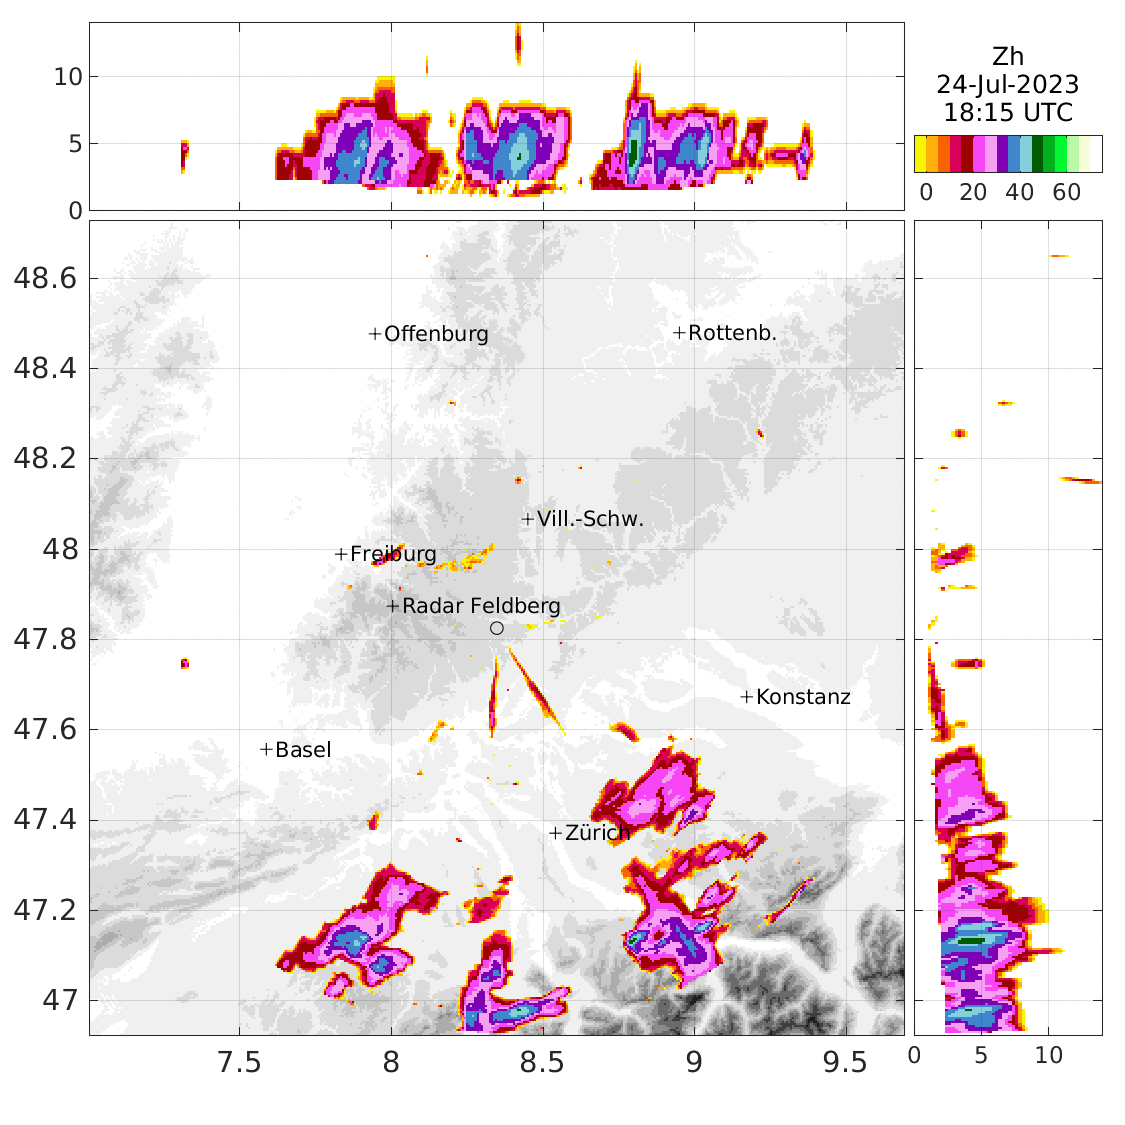 10
5
0
Zh
24-Jul-2023
18:15 UTC
0 20 40 60
48.6
48.4
48.2
48
47.8
47.6
47.4
47.2
47
+Offenburg
+Rottenb.
+Vill.-Schw.
+Freiburg
+Radar Feldberg
+Konstanz
+Basel
+Zürich
7.5 8 8.5 9 9.5
0 5 10